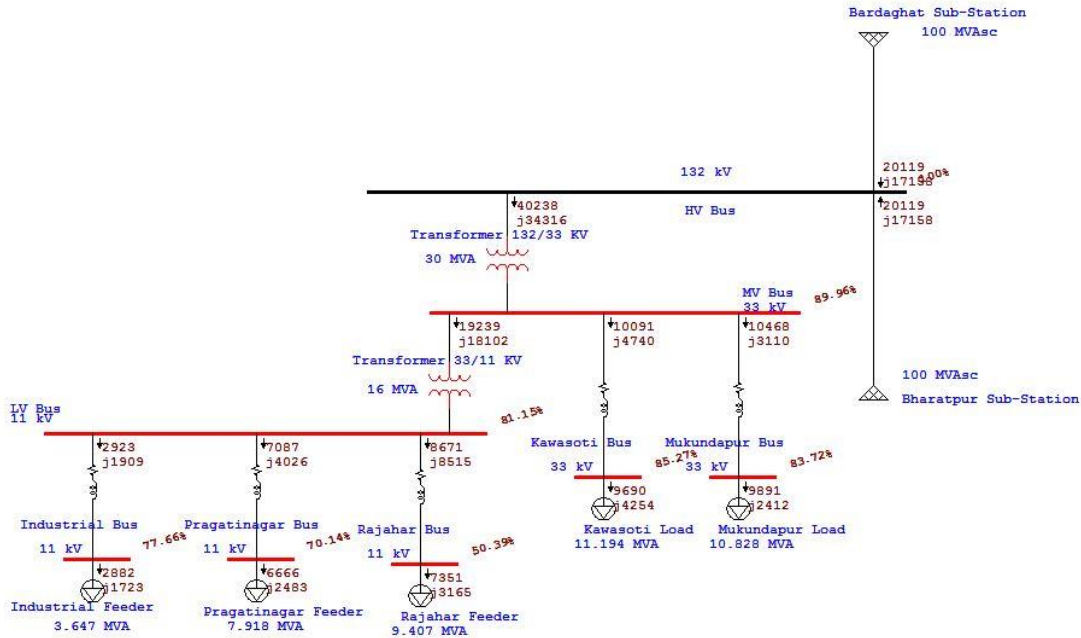 Bardaghat Sub-Station
100 MVAsc
20119
j17158
100%
132 kV
20119
j17158
HV Bus
40238
j34316
Transformer 132/33 KV
30 MVA
MV Bus
33 kV
89.96%
19239
j18102
10091
j4740
10468
j3110
Transformer 33/11 KV
16 MVA
100 MVAsc
Bharatpur Sub-Station
LV Bus
11 kV
81.15%
2923
j1909
7087
j4026
8671
j8515
Kawasoti Bus
33 kV
85.27%
Mukundapur Bus
33 kV
83.72%
9690
j4254
9891
j2412
Kawasoti Load
11.194 MVA
Mukundapur Load
10.828 MVA
Industrial Bus
11 kV
77.66%
Pragatinagar Bus
11 kV
70.14%
Rajahar Bus
11 kV
50.39%
2882
j1723
6666
j2483
7351
j3165
Industrial Feeder
3.647 MVA
Pragatinagar Feeder
7.918 MVA
Rajahar Feeder
9.407 MVA